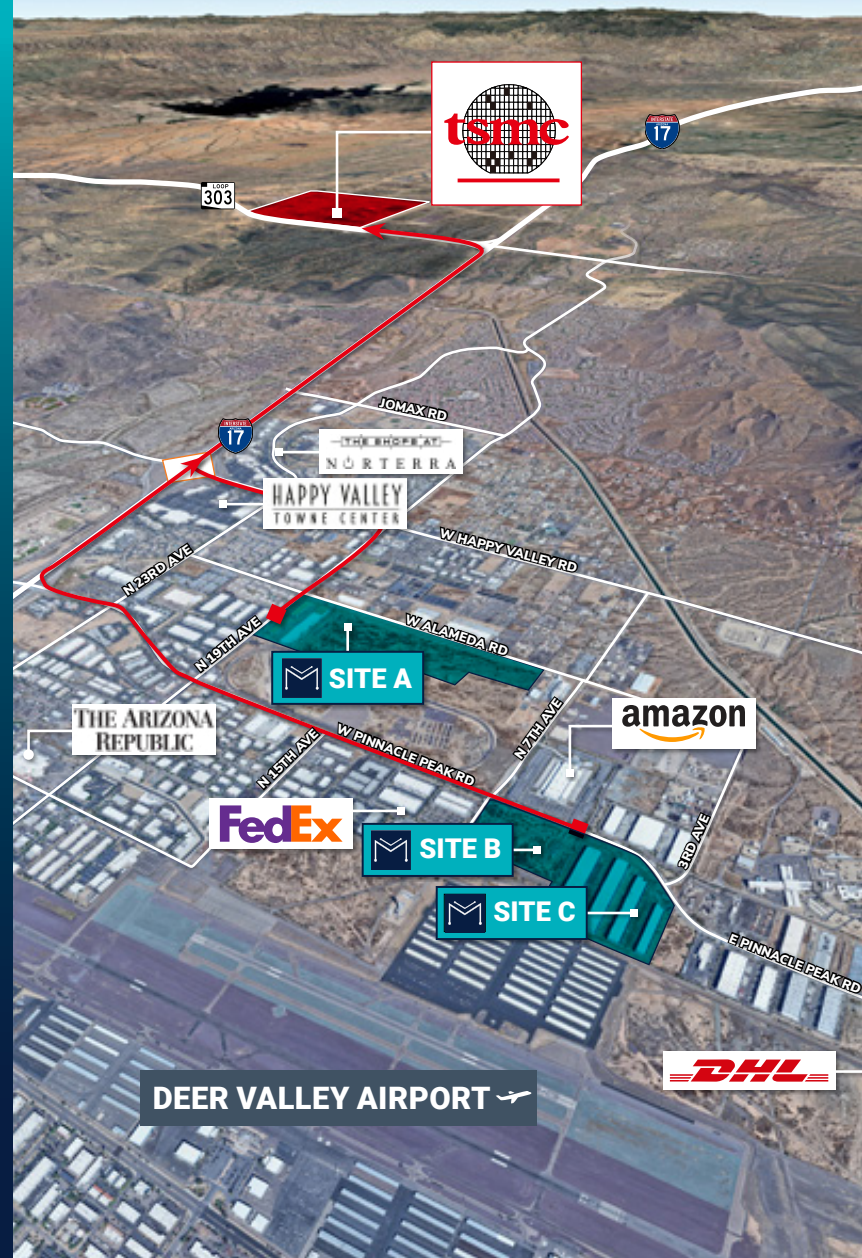 tsmc
INTERSTATE
17
LOOP
303
JOMAX RD
INTERSTATE
17
THE SHOPS AT
NORTERRA
HAPPY VALLEY
TOWNE CENTER
W HAPPY VALLEY RD
N 23RD AVE
N 19TH AVE
W ALAMEDA RD
SITE A
THE ARIZONA
REPUBLIC
N 15TH AVE
W PINNACLE PEAK RD
N 7TH AVE
amazon
FedEx
SITE B
3RD AVE
SITE C
E PINNACLE PEAK RD
DHL
DEER VALLEY AIRPORT